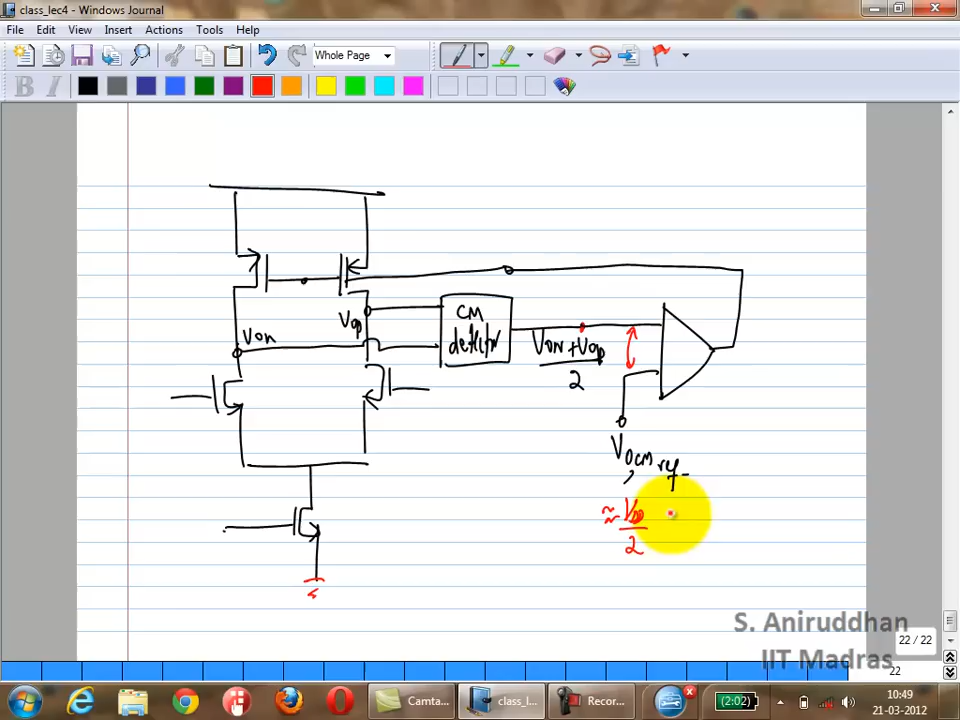 class_lec4 - Windows Journal
File Edit View Insert Actions Tools Help
Whole Page
B I
CM
Von
Vop
Von + Vop
2
Vocm,ref
≈ VDD
2
S. Aniruddhan
IIT Madras
22 / 22
22
Camta...
class_l...
Recor...
(2:02)
10:49
21-03-2012